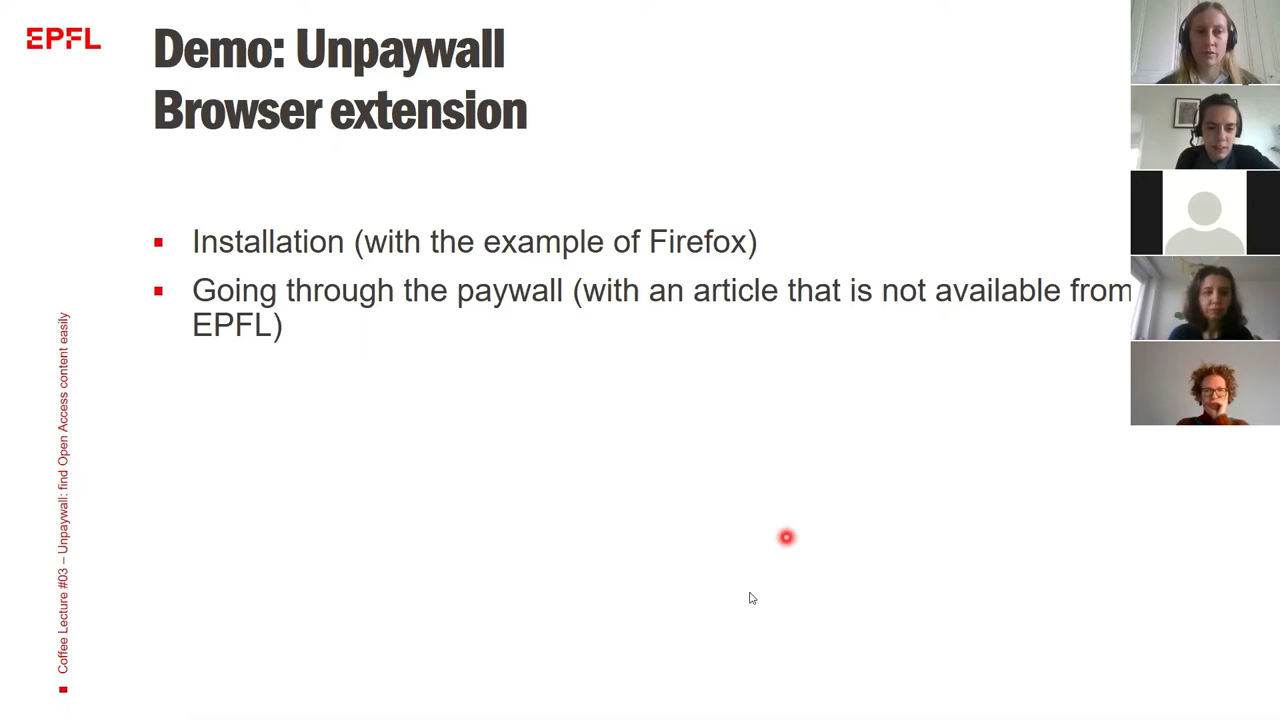 EPFL
Demo: Unpaywall
Browser extension
Installation (with the example of Firefox)
Going through the paywall (with an article that is not available from
EPFL)
Coffee Lecture #03 – Unpaywall: find Open Access content easily